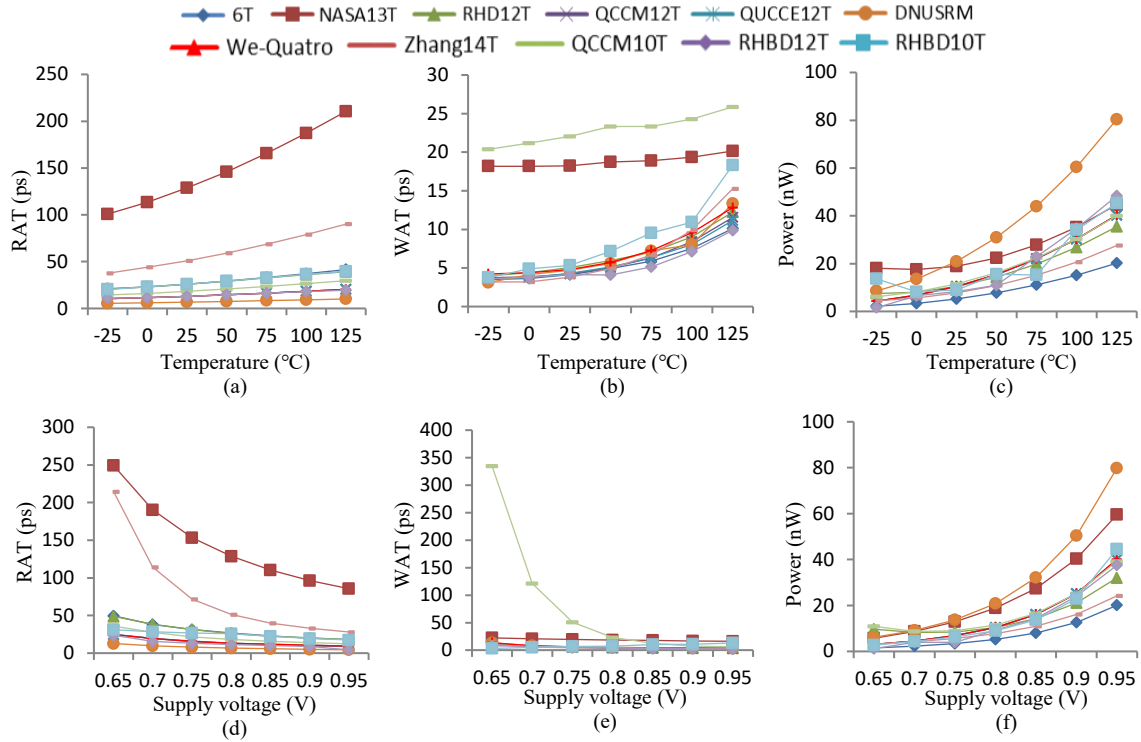 6T NASA13T RHD12T QCCM12T QUCCE12T DNUSRM
We-Quatro Zhang14T QCCM10T RHBD12T RHBD10T
RAT (ps)
250
200
150
100
50
0
-25 0 25 50 75 100 125
Temperature (℃)
(a)
WAT (ps)
30
25
20
15
10
5
0
-25 0 25 50 75 100 125
Temperature (℃)
(b)
Power (nW)
100
80
60
40
20
0
-25 0 25 50 75 100 125
Temperature (℃)
(c)
RAT (ps)
300
250
200
150
100
50
0
0.65 0.7 0.75 0.8 0.85 0.9 0.95
Supply voltage (V)
(d)
WAT (ps)
400
350
300
250
200
150
100
50
0
0.65 0.7 0.75 0.8 0.85 0.9 0.95
Supply voltage (V)
(e)
Power (nW)
100
80
60
40
20
0
0.65 0.7 0.75 0.8 0.85 0.9 0.95
Supply voltage (V)
(f)